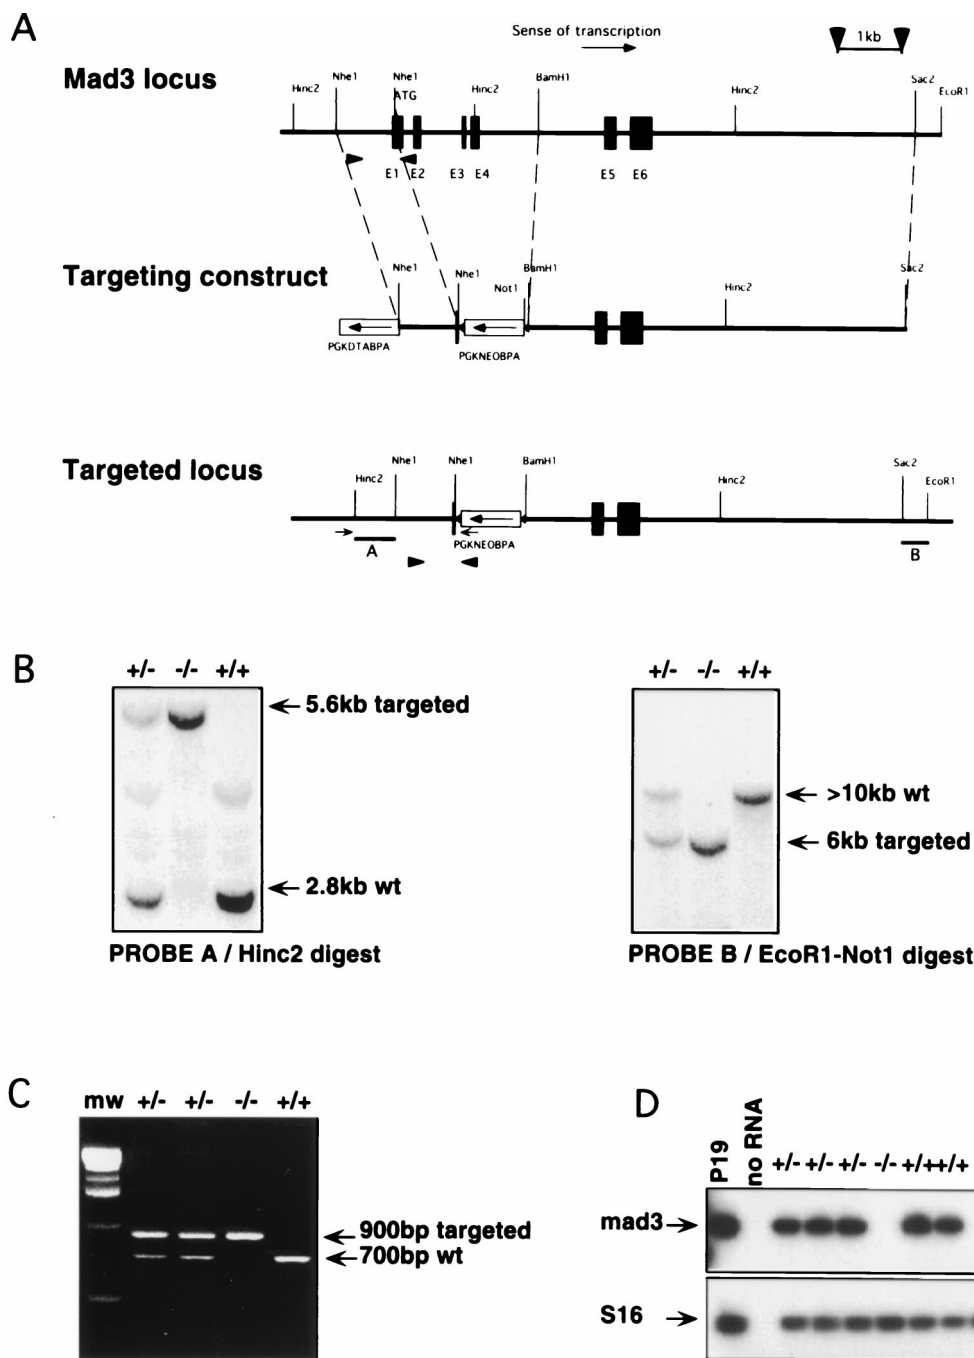 A
Sense of transcription
1kb
Mad3 locus
Hinc2
Nhe1
Nhe1
ATG
Hinc2
BamH1
Hinc2
Sac2
EcoR1
E1
E2
E3
E4
E5
E6
Targeting construct
Nhe1
Nhe1
Not1
BamH1
Hinc2
Sac2
PGKDTABPA
PGKNEOBPA
Targeted locus
Hinc2
Nhe1
Nhe1
BamH1
Hinc2
Sac2
EcoR1
A
PGKNEOBPA
B
B
+/- -/- +/+
5.6kb targeted
2.8kb wt
PROBE A / Hinc2 digest
+/- -/- +/+
>10kb wt
6kb targeted
PROBE B / EcoR1-Not1 digest
C
mw +/- +/- -/- +/+
900bp targeted
700bp wt
D
P19
no RNA
+/- +/- +/- -/- +/+ +/+
mad3
S16